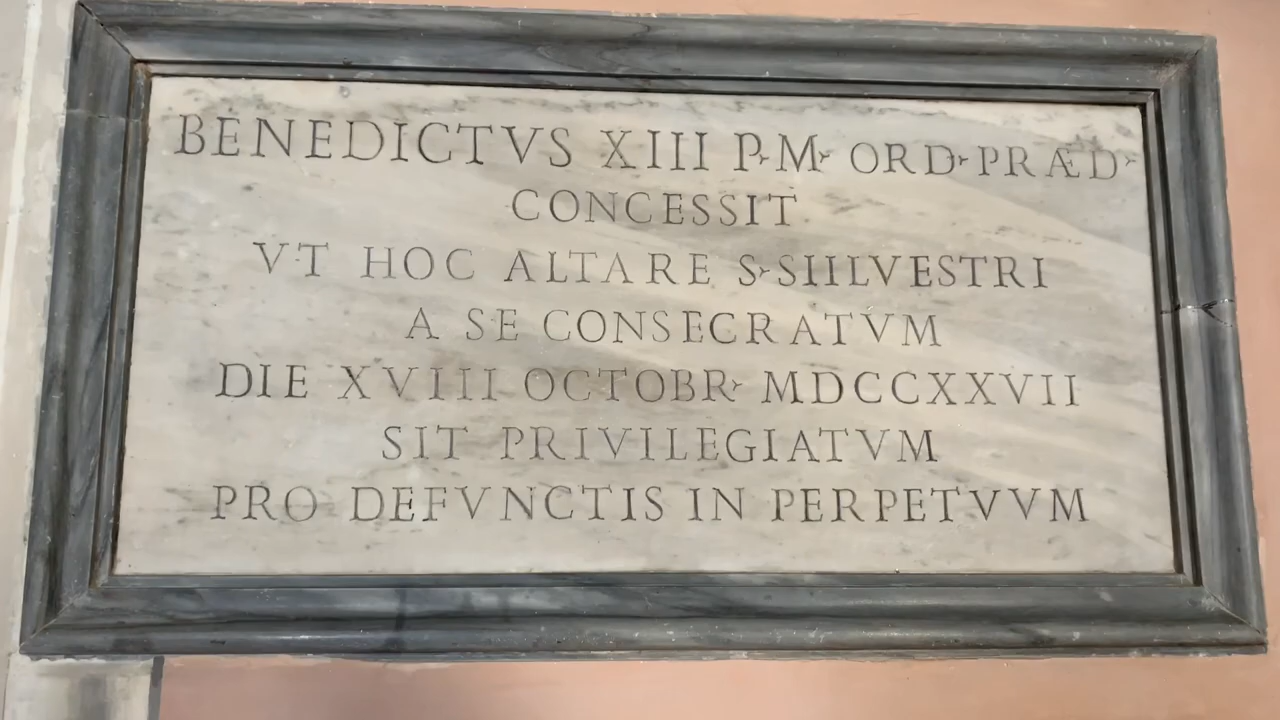 BENEDICTVS XIII P·M· ORD·PRÆD·
CONCESSIT
VT HOC ALTARE S·SIILVESTRI
A SE CONSECRATVM
DIE XVIII OCTOBR· MDCCXXVII
SIT PRIVILEGIATVM
PRO DEFVNCTIS IN PERPETVVM